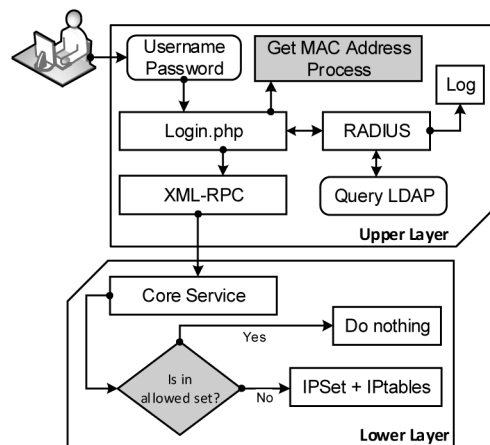 Username
Password
Get MAC Address
Process
Log
Login.php
RADIUS
XML-RPC
Query LDAP
Upper Layer
Core Service
Yes
Do nothing
Is in
allowed set?
No
IPSet + IPtables
Lower Layer